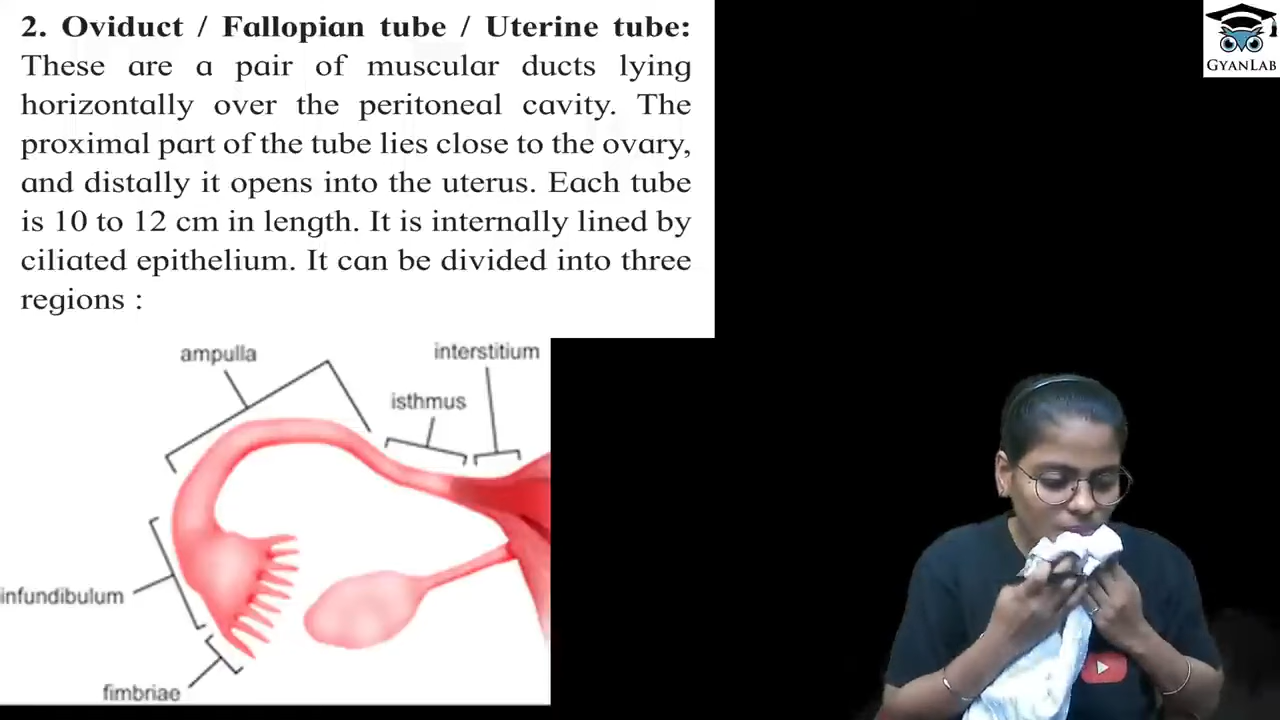 2. Oviduct / Fallopian tube / Uterine tube:
These are a pair of muscular ducts lying
horizontally over the peritoneal cavity. The
proximal part of the tube lies close to the ovary,
and distally it opens into the uterus. Each tube
is 10 to 12 cm in length. It is internally lined by
ciliated epithelium. It can be divided into three
regions :
GYANLAB
ampulla
interstitium
isthmus
infundibulum
fimbriae